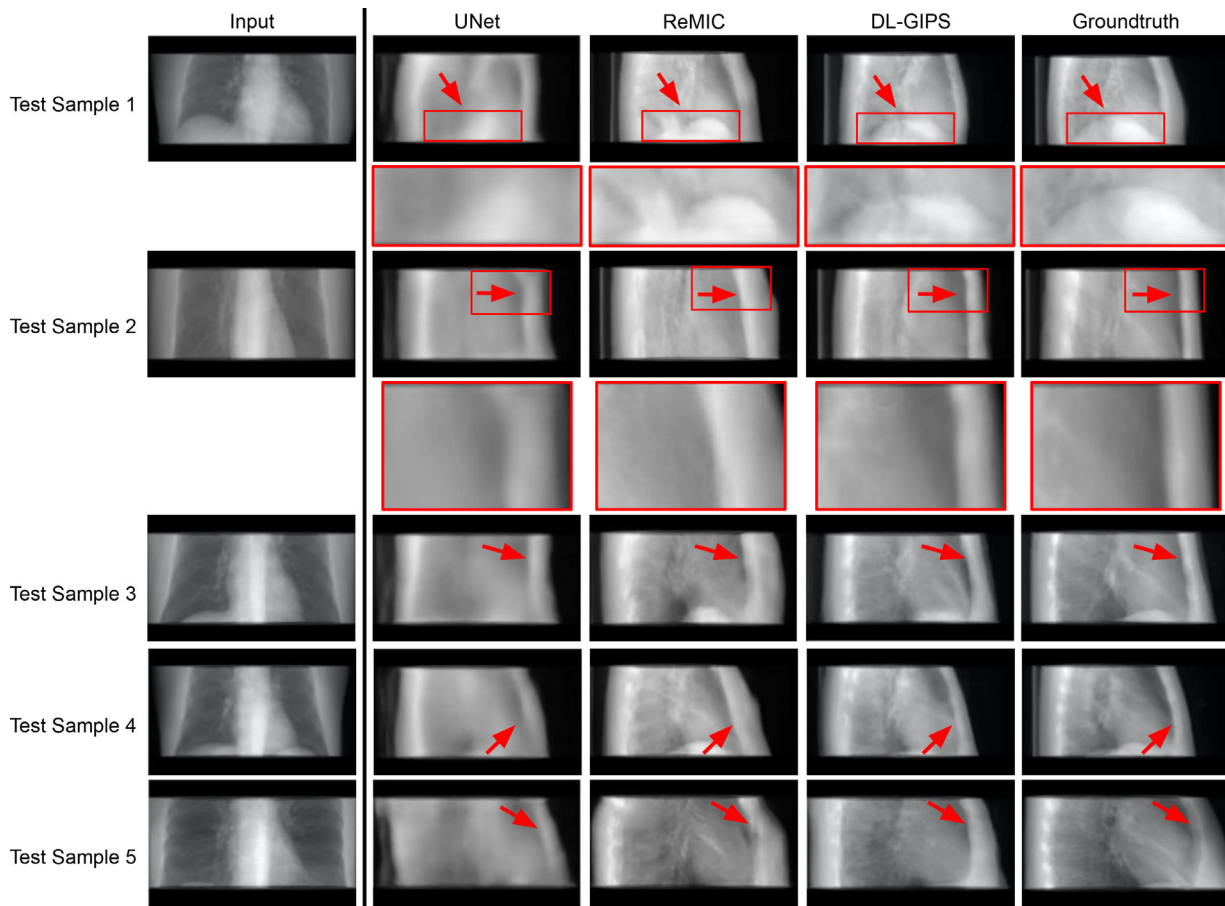 Input UNet ReMIC DL-GIPS Groundtruth
Test Sample 1
Test Sample 2
Test Sample 3
Test Sample 4
Test Sample 5